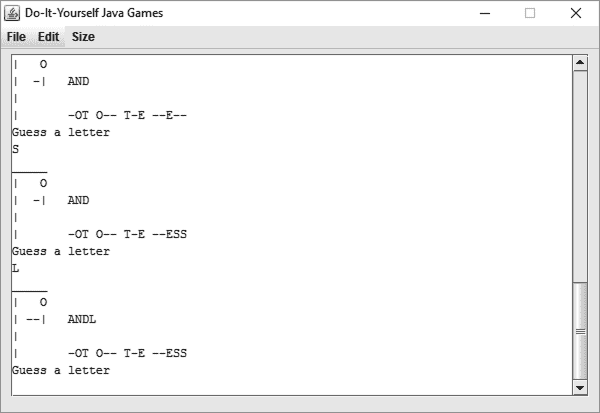 Do-It-Yourself Java Games
File Edit Size
|   O
|  -|   AND
|
|       -OT O-- T-E --E--
Guess a letter
S
_____
|   O
|  -|   AND
|
|       -OT O-- T-E --ESS
Guess a letter
L
_____
|   O
| --|   ANDL
|
|       -OT O-- T-E --ESS
Guess a letter